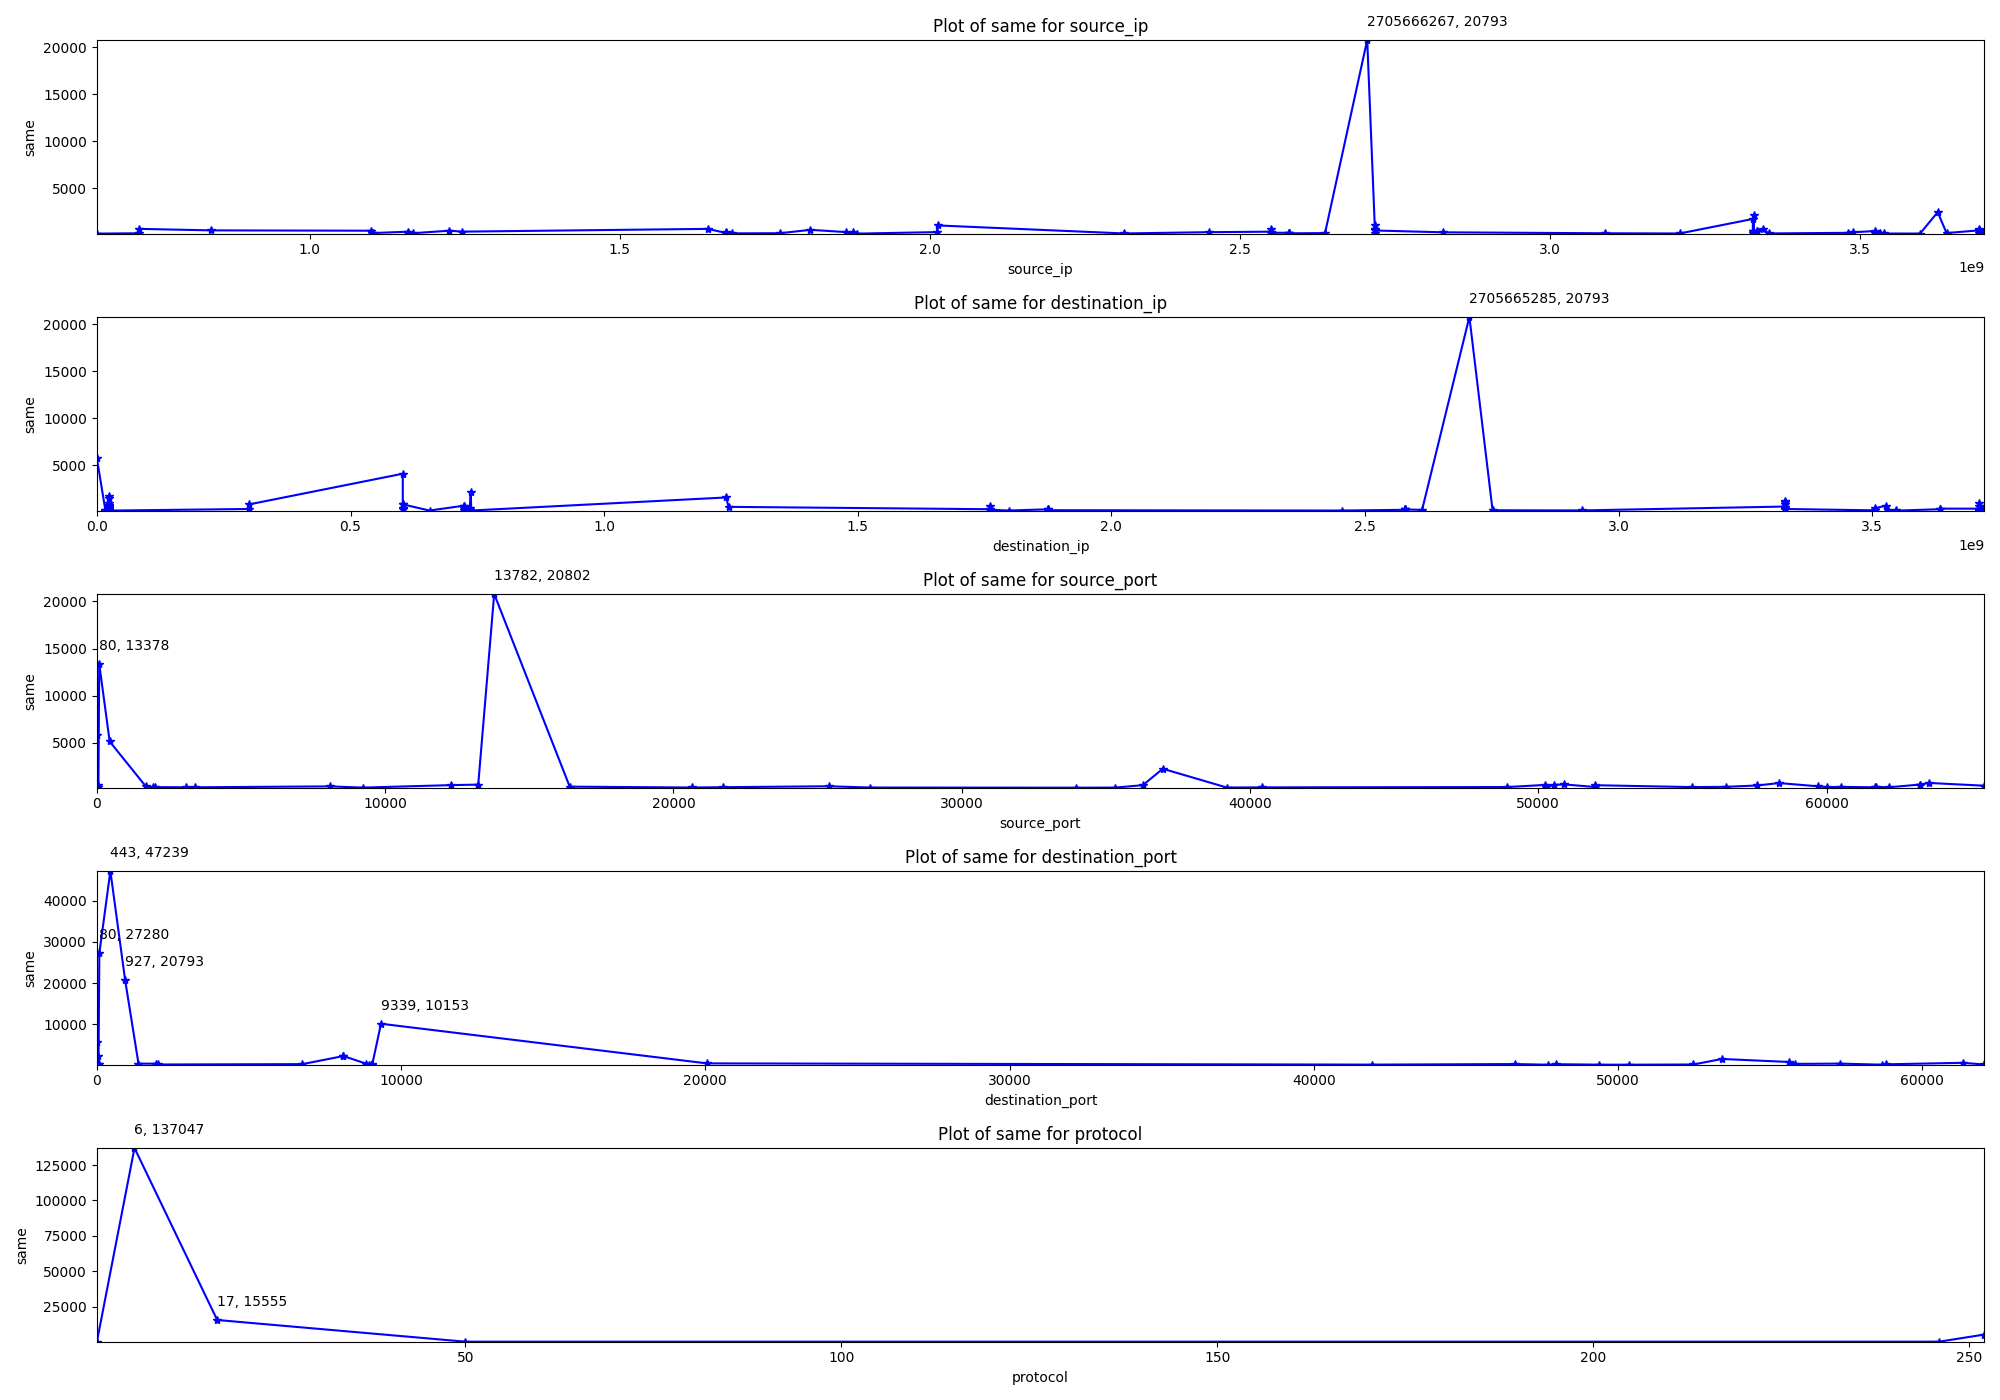 Plot of same for source_ip
2705666267, 20793
20000
15000
10000
5000
same
1.0 1.5 2.0 2.5 3.0 3.5
1e9
source_ip
Plot of same for destination_ip
2705665285, 20793
20000
15000
10000
5000
same
0.0 0.5 1.0 1.5 2.0 2.5 3.0 3.5
1e9
destination_ip
13782, 20802
Plot of same for source_port
80, 13378
20000
15000
10000
5000
same
0 10000 20000 30000 40000 50000 60000
source_port
443, 47239
Plot of same for destination_port
80, 27280
927, 20793
9339, 10153
40000
30000
20000
10000
same
0 10000 20000 30000 40000 50000 60000
destination_port
6, 137047
Plot of same for protocol
17, 15555
125000
100000
75000
50000
25000
same
50 100 150 200 250
protocol